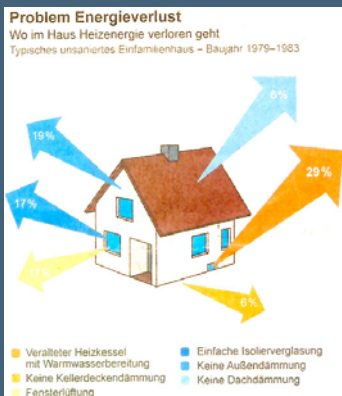 Problem Energieverlust
Wo im Haus Heizenergie verloren geht
Typisches unsaniertes Einfamilienhaus – Baujahr 1979–1983
6%
19%
29%
17%
6%
Veralteter Heizkessel
mit Warmwasserbereitung
Keine Kellerdeckendämmung
Fensterlüftung
Einfache Isolierverglasung
Keine Außendämmung
Keine Dachdämmung